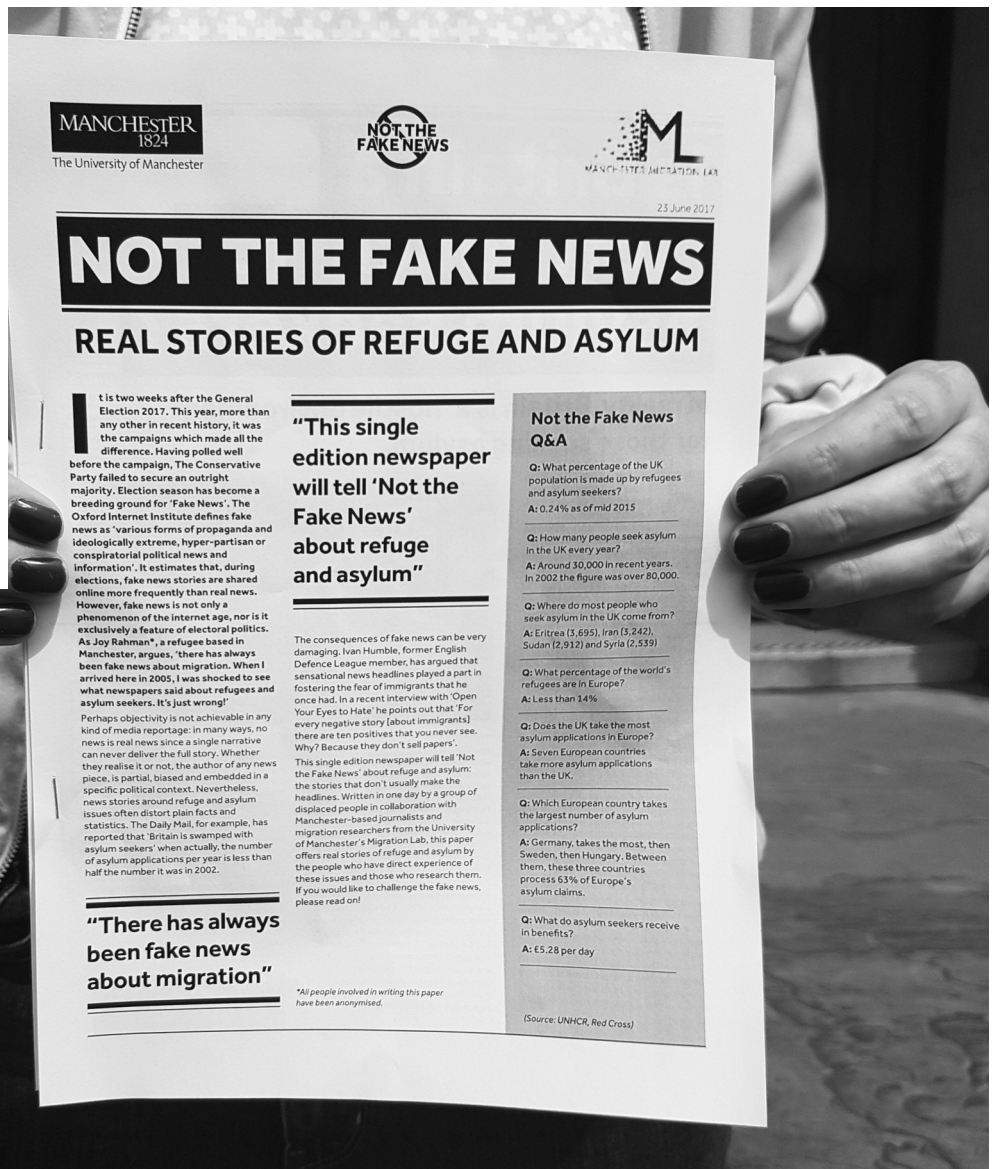 MANCHESTER
1824
The University of Manchester
NOT THE
FAKE NEWS
ML
MANCHESTER MIGRATION LAB
23 June 2017
NOT THE FAKE NEWS
REAL STORIES OF REFUGE AND ASYLUM
It is two weeks after the General
Election 2017. This year, more than
any other in recent history, it was
the campaigns which made all the
difference. Having polled well
before the campaign, The Conservative
Party failed to secure an outright
majority. Election season has become a
breeding ground for 'Fake News'. The
Oxford Internet Institute defines fake
news as 'various forms of propaganda and
ideologically extreme, hyper-partisan or
conspiratorial political news and
information'. It estimates that, during
elections, fake news stories are shared
online more frequently than real news.
However, fake news is not only a
phenomenon of the internet age, nor is it
exclusively a feature of electoral politics.
As Joy Rahman*, a refugee based in
Manchester, argues, 'there has always
been fake news about migration. When I
arrived here in 2005, I was shocked to see
what newspapers said about refugees and
asylum seekers. It's just wrong!'
Perhaps objectivity is not achievable in any
kind of media reportage: in many ways, no
news is real news since a single narrative
can never deliver the full story. Whether
they realise it or not, the author of any news
piece, is partial, biased and embedded in a
specific political context. Nevertheless,
news stories around refuge and asylum
issues often distort plain facts and
statistics. The Daily Mail, for example, has
reported that 'Britain is swamped with
asylum seekers' when actually, the number
of asylum applications per year is less than
half the number it was in 2002.
"There has always
been fake news
about migration"
"This single
edition newspaper
will tell 'Not the
Fake News'
about refuge
and asylum"
The consequences of fake news can be very
damaging. Ivan Humble, former English
Defence League member, has argued that
sensational news headlines played a part in
fostering the fear of immigrants that he
once had. In a recent interview with 'Open
Your Eyes to Hate' he points out that 'For
every negative story [about immigrants]
there are ten positives that you never see.
Why? Because they don't sell papers'.
This single edition newspaper will tell 'Not
the Fake News' about refuge and asylum:
the stories that don't usually make the
headlines. Written in one day by a group of
displaced people in collaboration with
Manchester-based journalists and
migration researchers from the University
of Manchester's Migration Lab, this paper
offers real stories of refuge and asylum by
the people who have direct experience of
these issues and those who research them.
If you would like to challenge the fake news,
please read on!
*All people involved in writing this paper
have been anonymised.
Not the Fake News
Q&A
Q: What percentage of the UK
population is made up by refugees
and asylum seekers?
A: 0.24% as of mid 2015
Q: How many people seek asylum
in the UK every year?
A: Around 30,000 in recent years.
In 2002 the figure was over 80,000.
Q: Where do most people who
seek asylum in the UK come from?
A: Eritrea (3,695), Iran (3,242),
Sudan (2,912) and Syria (2,539)
Q: What percentage of the world's
refugees are in Europe?
A: Less than 14%
Q: Does the UK take the most
asylum applications in Europe?
A: Seven European countries
take more asylum applications
than the UK.
Q: Which European country takes
the largest number of asylum
applications?
A: Germany, takes the most, then
Sweden, then Hungary. Between
them, these three countries
process 63% of Europe's
asylum claims.
Q: What do asylum seekers receive
in benefits?
A: £5.28 per day
(Source: UNHCR, Red Cross)